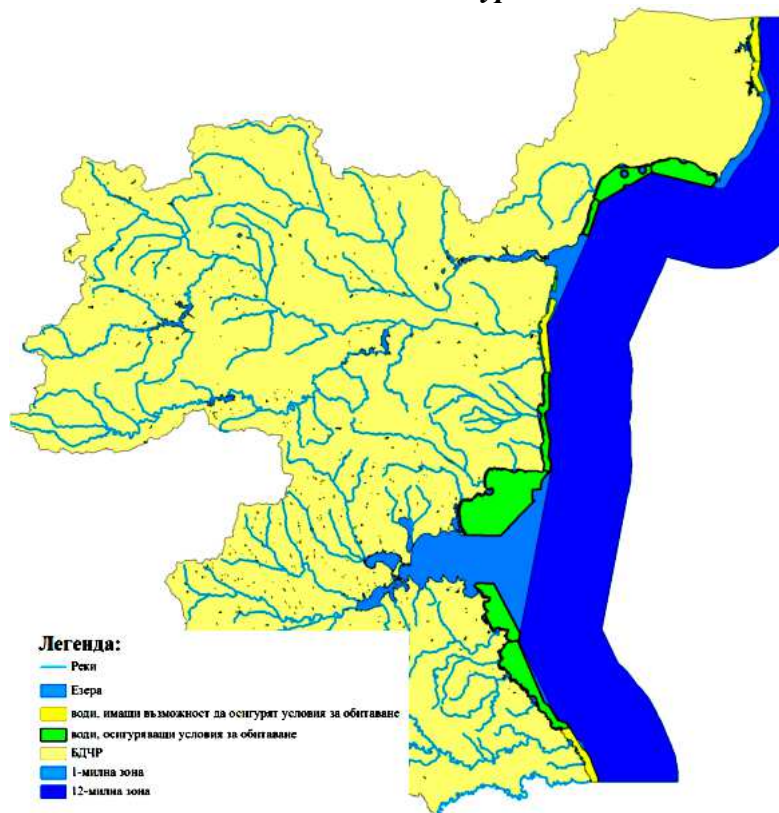 Легенда:
Реки
Езера
води, имащи възможност да осигурят условия за обитаване
води, осигуряващи условия за обитаване
БДЧР
1-милна зона
12-милна зона